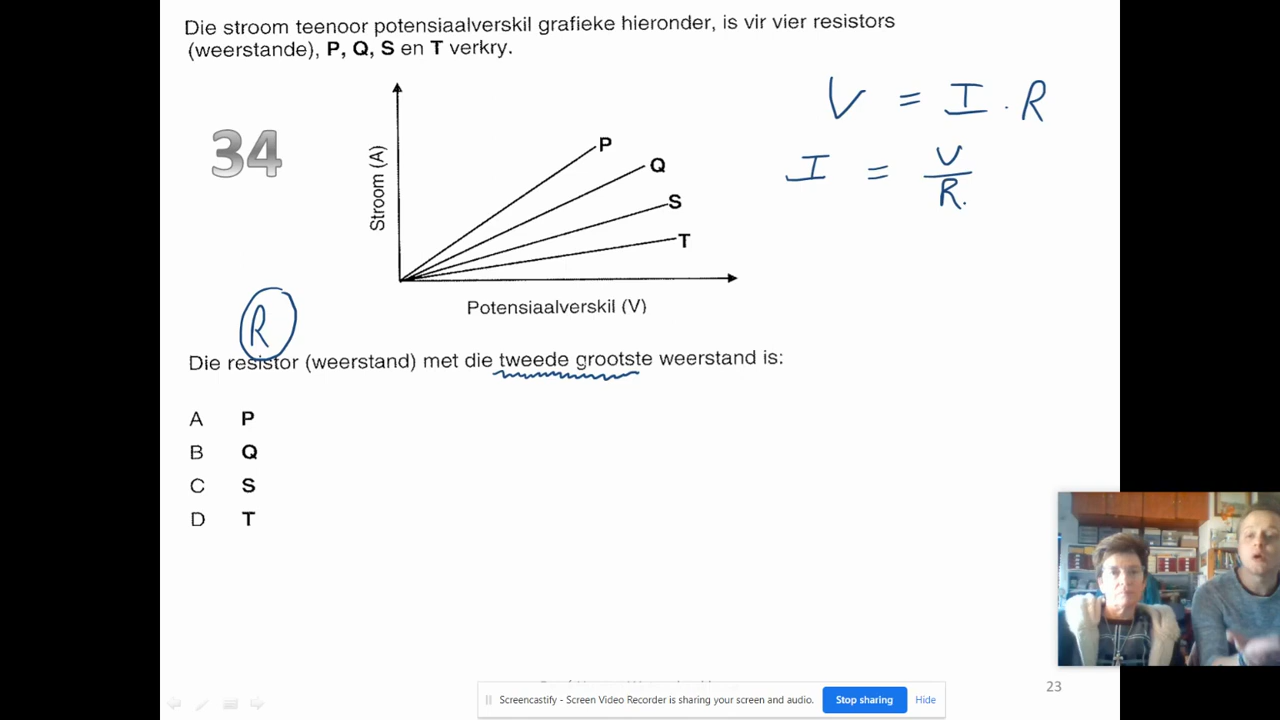 Die stroom teenoor potensiaalverskil grafieke hieronder, is vir vier resistors
(weerstande), P, Q, S en T verkry.
34
Stroom (A)
P
Q
S
T
Potensiaalverskil (V)
V = I . R
I = V
R.
R
Die resistor (weerstand) met die tweede grootste weerstand is:
A P
B Q
C S
D T
23
Screencastify - Screen Video Recorder is sharing your screen and audio. Stop sharing Hide